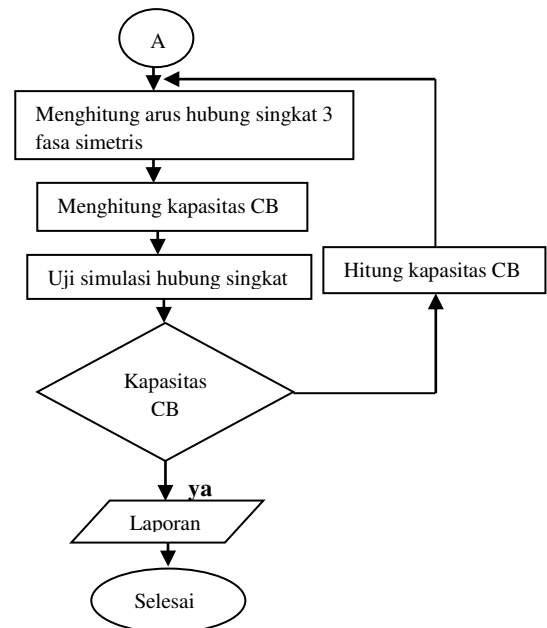 A
Menghitung arus hubung singkat 3
fasa simetris
Menghitung kapasitas CB
Uji simulasi hubung singkat
Hitung kapasitas CB
Kapasitas
CB
ya
Laporan
Selesai